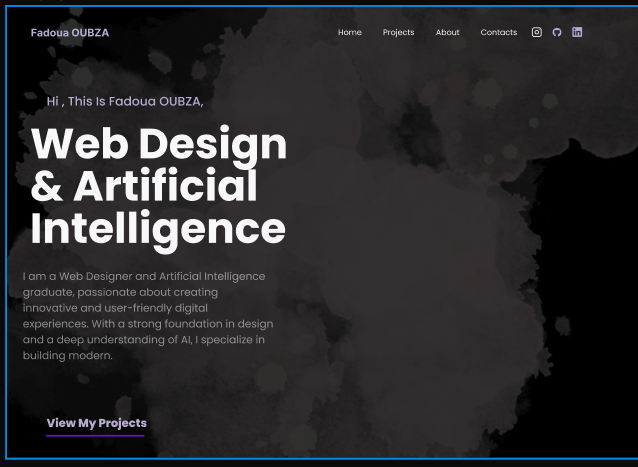 Fadoua OUBZA
Home Projects About Contacts
Hi , This Is Fadoua OUBZA,
Web Design
& Artificial
Intelligence
I am a Web Designer and Artificial Intelligence
graduate, passionate about creating
innovative and user-friendly digital
experiences. With a strong foundation in design
and a deep understanding of AI, I specialize in
building modern.
View My Projects